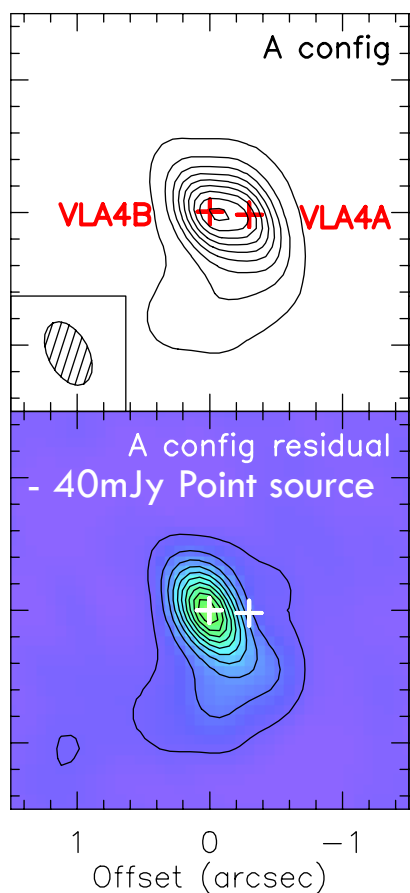 A config
VLA4B
VLA4A
A config residual
- 40mJy Point source
1 0 −1
Offset (arcsec)